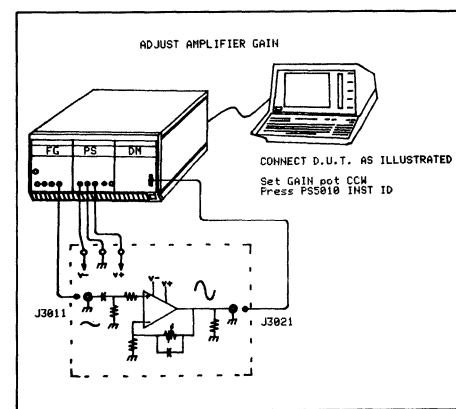 ADJUST AMPLIFIER GAIN
FG PS DM
CONNECT D.U.T. AS ILLUSTRATED
Set GAIN pot CCW
Press PS5010 INST ID
V- V+
V- V+
J3011
J3021